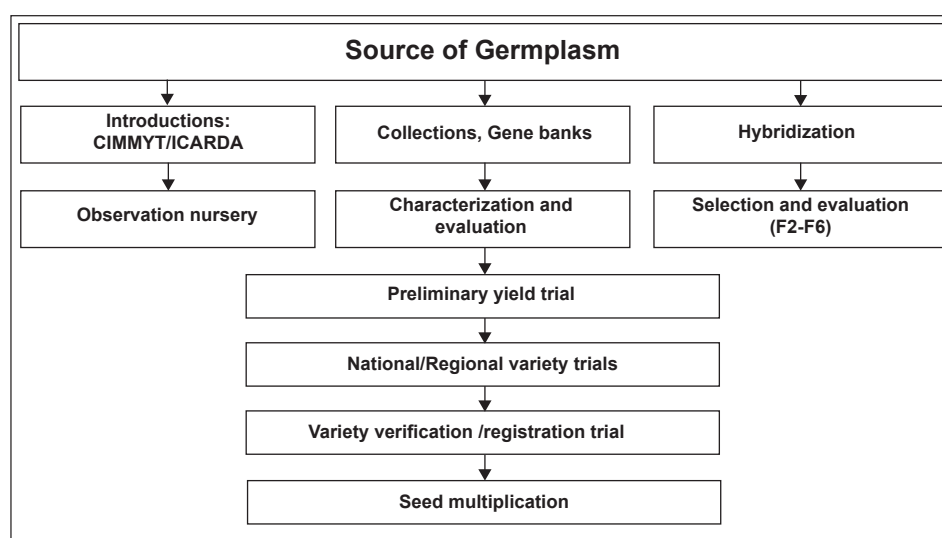 Source of Germplasm
Introductions:
CIMMYT/ICARDA
Collections, Gene banks
Hybridization
Observation nursery
Characterization and
evaluation
Selection and evaluation
(F2-F6)
Preliminary yield trial
National/Regional variety trials
Variety verification /registration trial
Seed multiplication